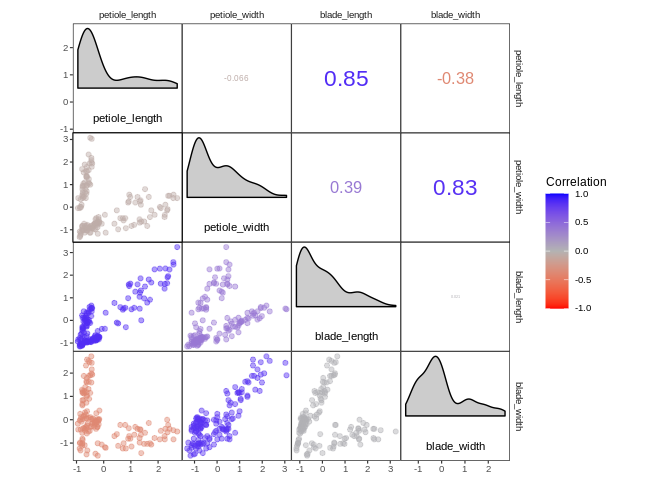 petiole_length petiole_width blade_length blade_width
2
1
0
-1
petiole_length
-0.066
0.85
-0.38
petiole_length
3
2
1
0
-1
petiole_width
0.39
0.83
petiole_width
3
2
1
0
-1
blade_length
blade_length
2
1
0
-1
blade_width
blade_width
-1 0 1 2 3 -1 0 1 2 3 -1 0 1 2 3 -1 0 1 2
Correlation
1.0
0.5
0.0
-0.5
-1.0